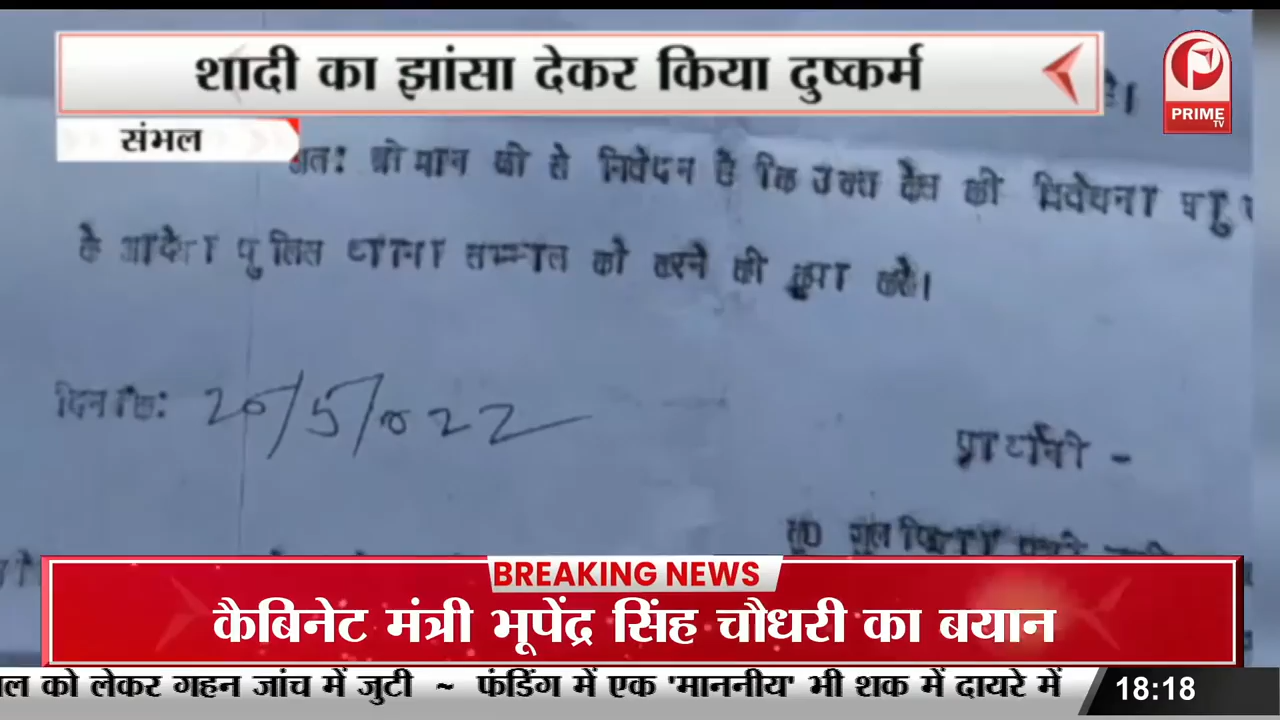 शादी का झांसा देकर किया दुष्कर्म
है।
PRIME
TV
संभल
अतः श्रीमान जी से निवेदन है कि उक्त केस की विवेचना
के आदेश पुलिस थाना सम्भल को करने की कृपा करें।
दिनांक: 20/5/022
प्रार्थनी -
BREAKING NEWS
कैबिनेट मंत्री भूपेंद्र सिंह चौधरी का बयान
ल को लेकर गहन जांच में जुटी ~ फंडिंग में एक 'माननीय' भी शक में दायरे में
18:18